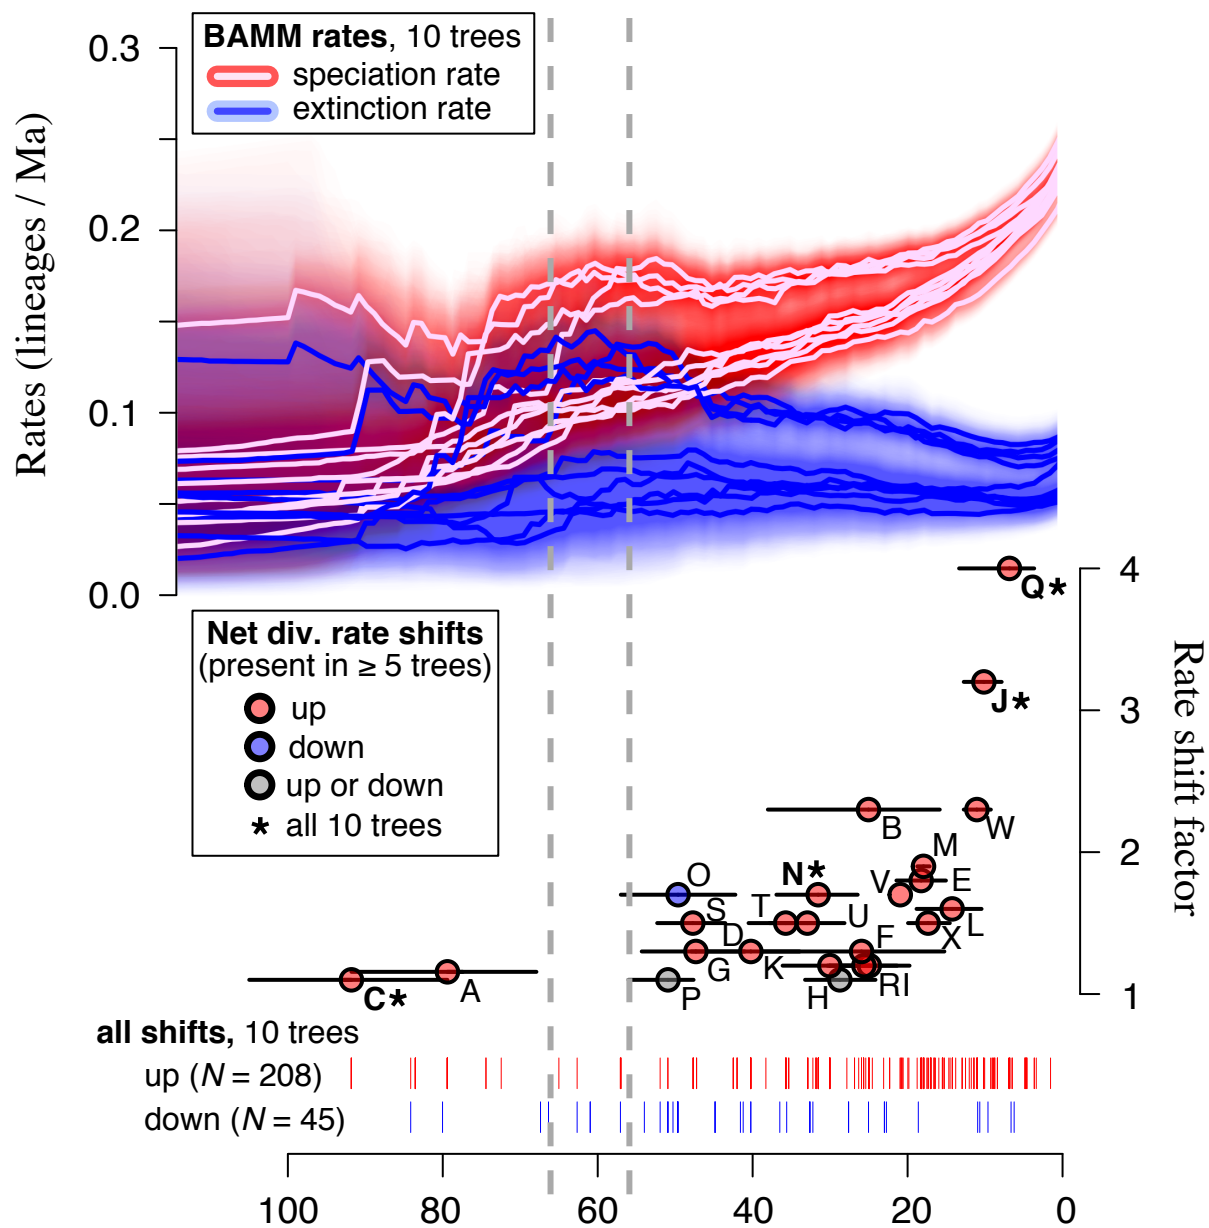 BAMM rates, 10 trees
speciation rate
extinction rate
Rates (lineages / Ma)
0.3
0.2
0.1
0.0
Net div. rate shifts
(present in ≥ 5 trees)
up
down
up or down
* all 10 trees
Rate shift factor
4
3
2
1
Q*
J*
B
W
M
O
N*
V
E
S
T
U
L
D
F
X
G
K
R
I
P
H
C*
A
all shifts, 10 trees
up (N = 208)
down (N = 45)
100
80
60
40
20
0